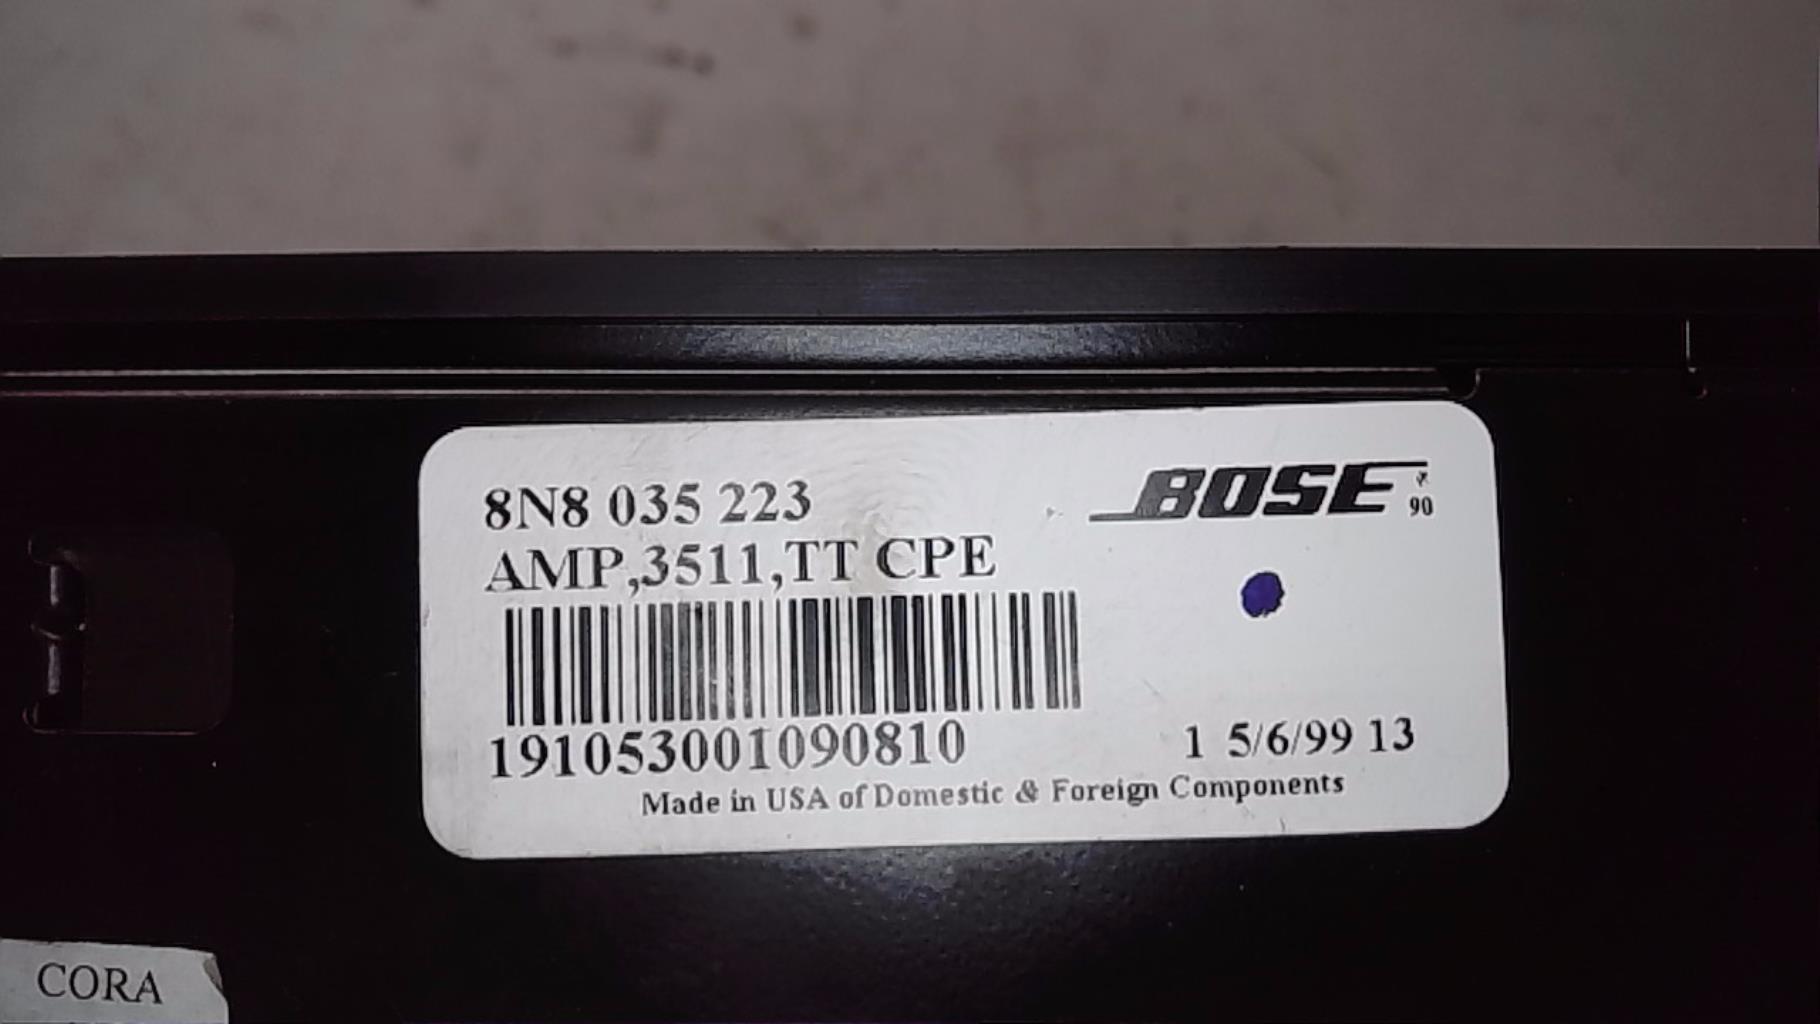 8N8 035 223
BOSE
90
AMP,3511,TT CPE
191053001090810
1 5/6/99 13
Made in USA of Domestic & Foreign Components
CORA